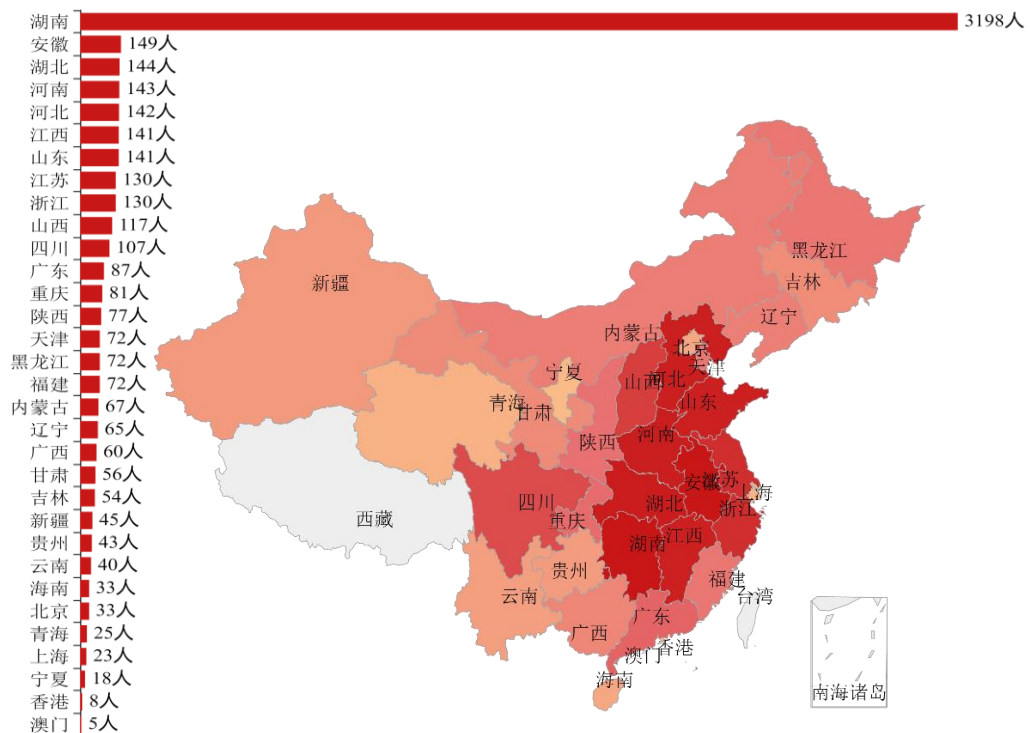 湖南 3198人
安徽 149人
湖北 144人
河南 143人
河北 142人
江西 141人
山东 141人
江苏 130人
浙江 130人
山西 117人
四川 107人
广东 87人
重庆 81人
陕西 77人
天津 72人
黑龙江 72人
福建 72人
内蒙古 67人
辽宁 65人
广西 60人
甘肃 56人
吉林 54人
新疆 45人
贵州 43人
云南 40人
海南 33人
北京 33人
青海 25人
上海 23人
宁夏 18人
香港 8人
澳门 5人
黑龙江
吉林
新疆
辽宁
内蒙古
北京
天津
宁夏
山西
河北
青海
甘肃
山东
陕西
河南
安徽
江苏
上海
四川
湖北
浙江
西藏
重庆
湖南
江西
贵州
福建
云南
台湾
广东
广西
香港
澳门
海南
南海诸岛